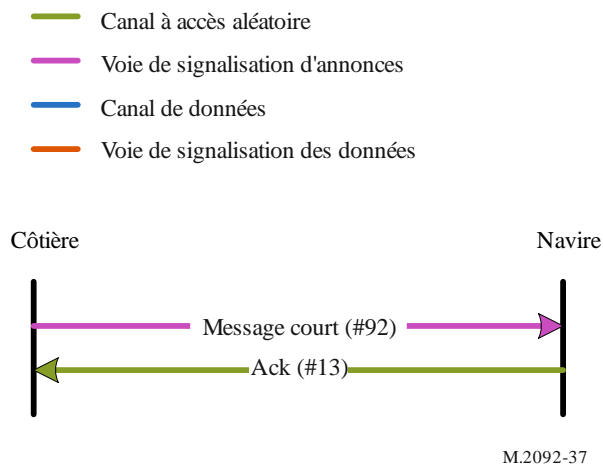 Canal à accès aléatoire
Voie de signalisation d'annonces
Canal de données
Voie de signalisation des données
Côtière Navire
Message court (#92)
Ack (#13)
M.2092-37